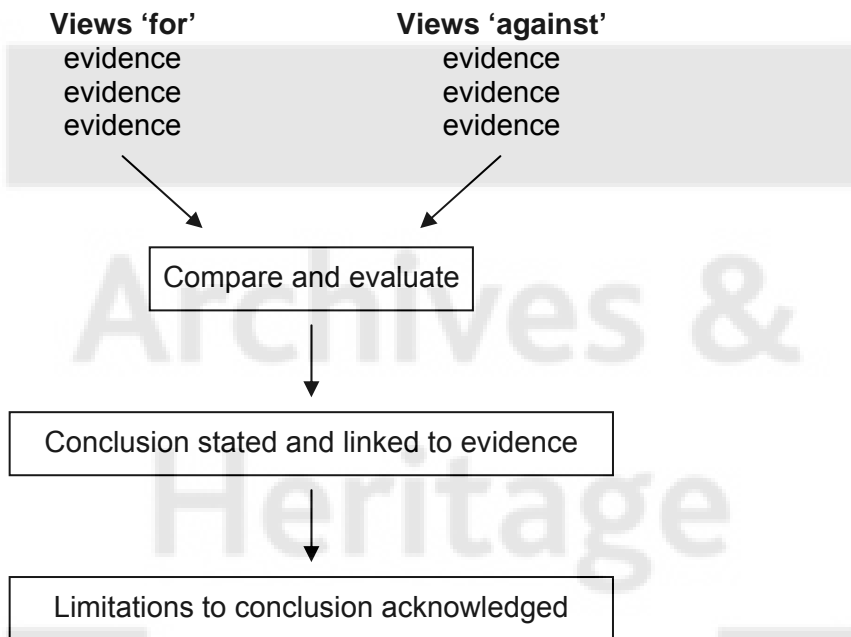 Views ‘for’
evidence
evidence
evidence
Views ‘against’
evidence
evidence
evidence
Compare and evaluate
Conclusion stated and linked to evidence
Limitations to conclusion acknowledged
Archives &
Heritage